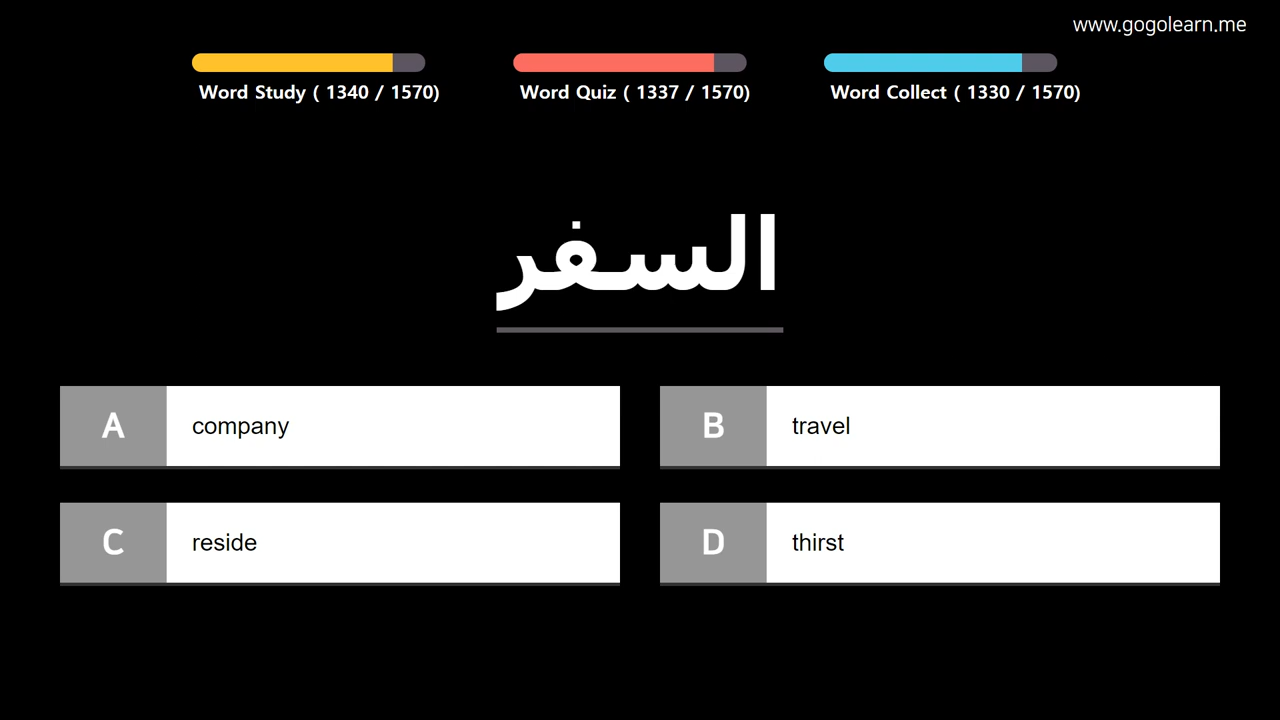 www.gogolearn.me
Word Study ( 1340 / 1570)
Word Quiz ( 1337 / 1570)
Word Collect ( 1330 / 1570)
السفر
A company
B travel
C reside
D thirst